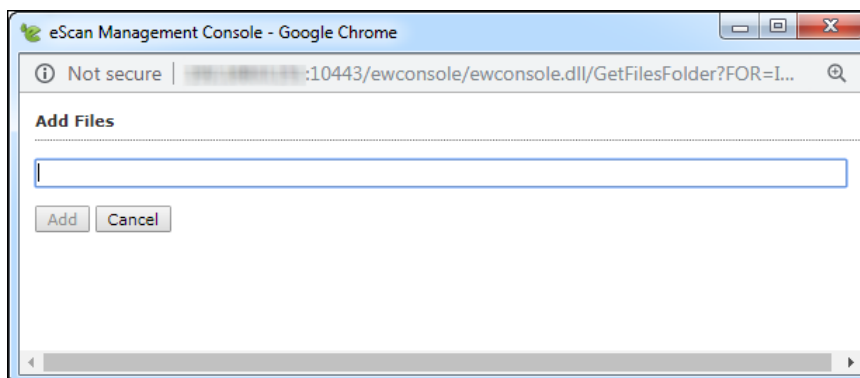 eScan Management Console - Google Chrome
Not secure | :10443/ewconsole/ewconsole.dll/GetFilesFolder?FOR=I...
Add Files
Add Cancel